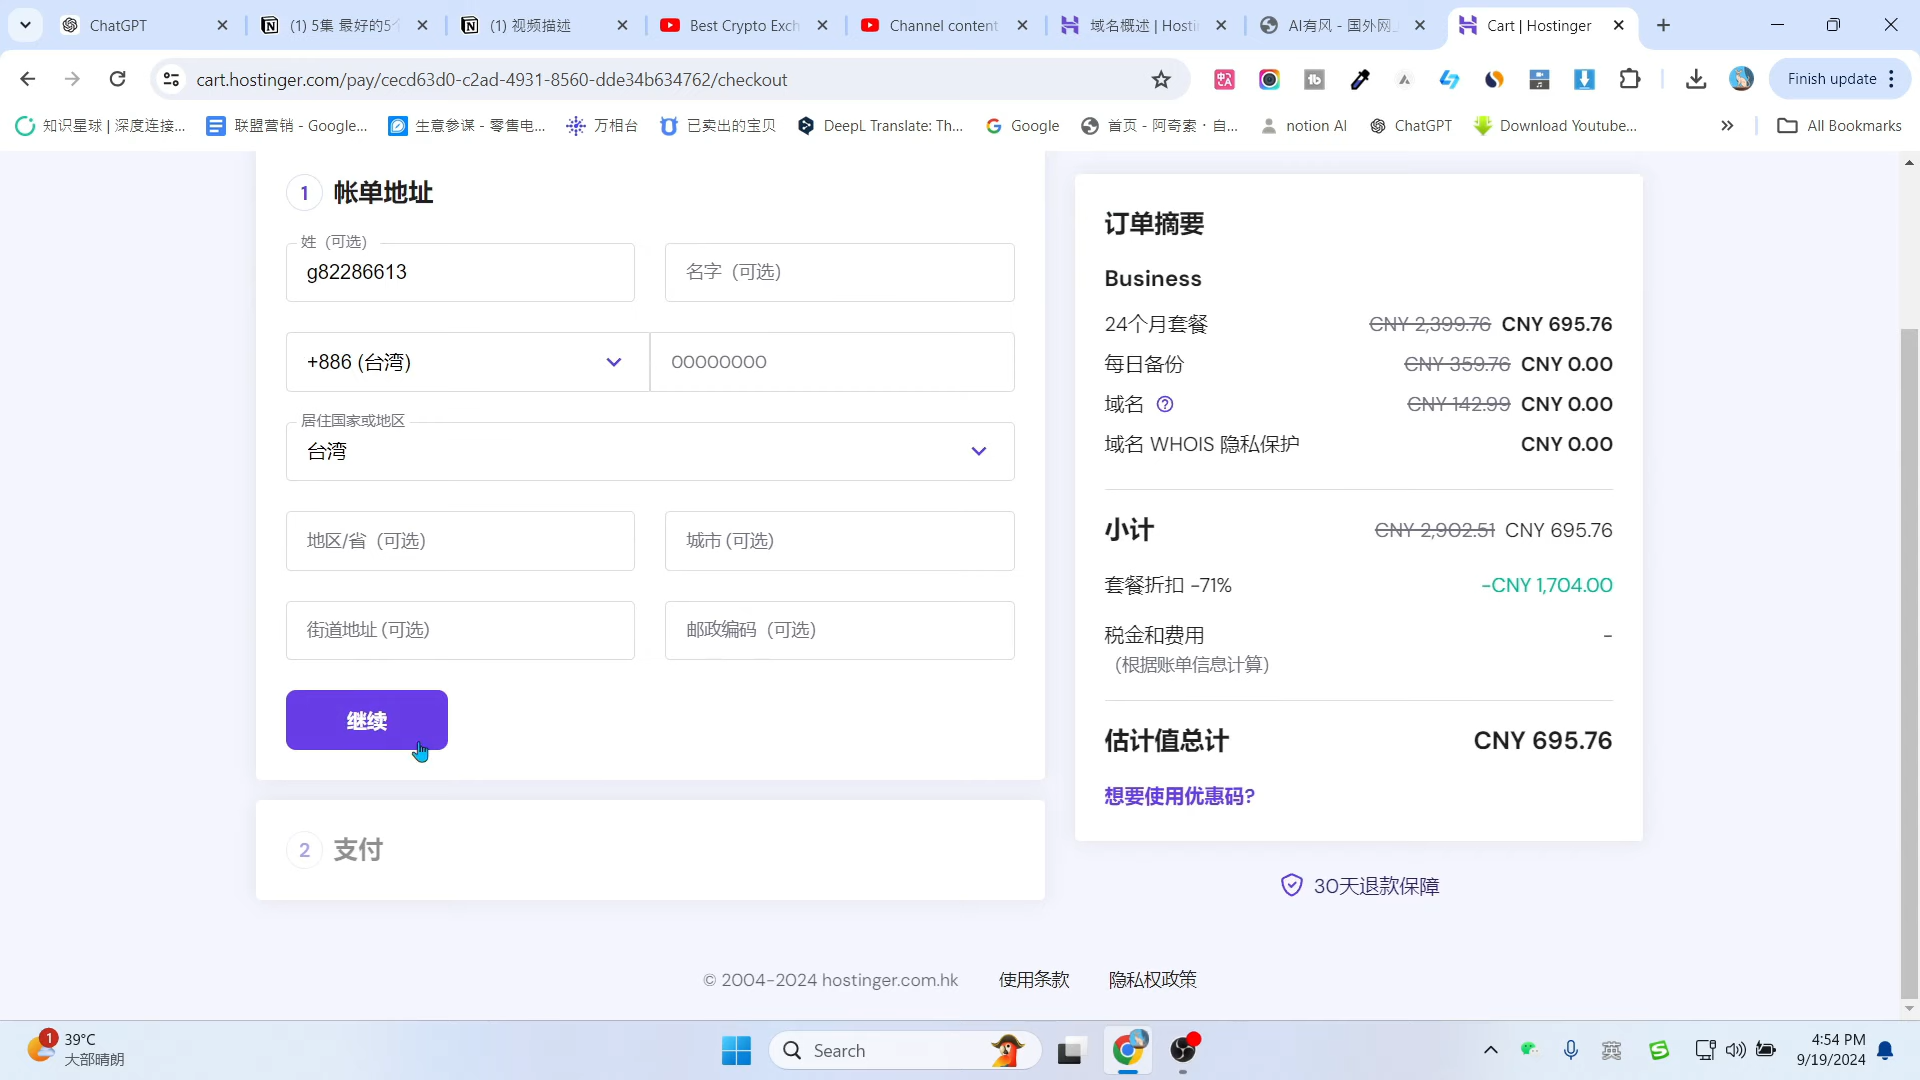 ChatGPT
(1) 5集 最好的5个
(1) 视频描述
Best Crypto Exch
Channel content
域名概述 | Hostin
AI有风 - 国外网_
Cart | Hostinger
cart.hostinger.com/pay/cecd63d0-c2ad-4931-8560-dde34b634762/checkout
Finish update
知识星球 | 深度连接...
联盟营销 - Google...
生意参谋 - 零售电...
万相台
已卖出的宝贝
DeepL Translate: Th...
Google
首页 - 阿奇索 · 自...
notion AI
ChatGPT
Download Youtube...
All Bookmarks
1 帐单地址
姓 (可选)
g82286613
名字 (可选)
+886 (台湾)
00000000
居住国家或地区
台湾
地区/省 (可选)
城市 (可选)
街道地址 (可选)
邮政编码 (可选)
继续
2 支付
订单摘要
Business
24个月套餐 CNY 2,399.76 CNY 695.76
每日备份 CNY 359.76 CNY 0.00
域名 CNY 142.99 CNY 0.00
域名 WHOIS 隐私保护 CNY 0.00
小计 CNY 2,902.51 CNY 695.76
套餐折扣 -71% -CNY 1,704.00
税金和费用 -
(根据账单信息计算)
估计值总计 CNY 695.76
想要使用优惠码?
30天退款保障
© 2004-2024 hostinger.com.hk 使用条款 隐私权政策
1
39°C
大部晴朗
Search
英
4:54 PM
9/19/2024